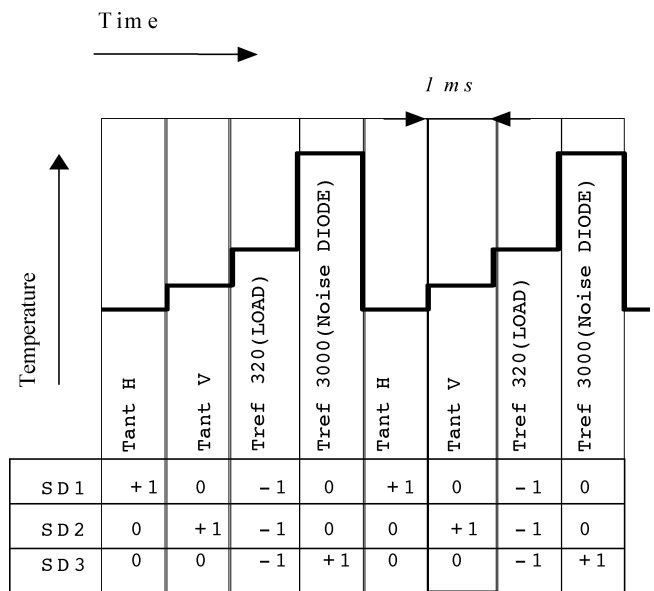 Time
1 ms
Temperature
Tant H
Tant V
Tref 320(LOAD)
Tref 3000(Noise DIODE)
Tant H
Tant V
Tref 320(LOAD)
Tref 3000(Noise DIODE)
SD1 +1 0 -1 0 +1 0 -1 0
SD2 0 +1 -1 0 0 +1 -1 0
SD3 0 0 -1 +1 0 0 -1 +1